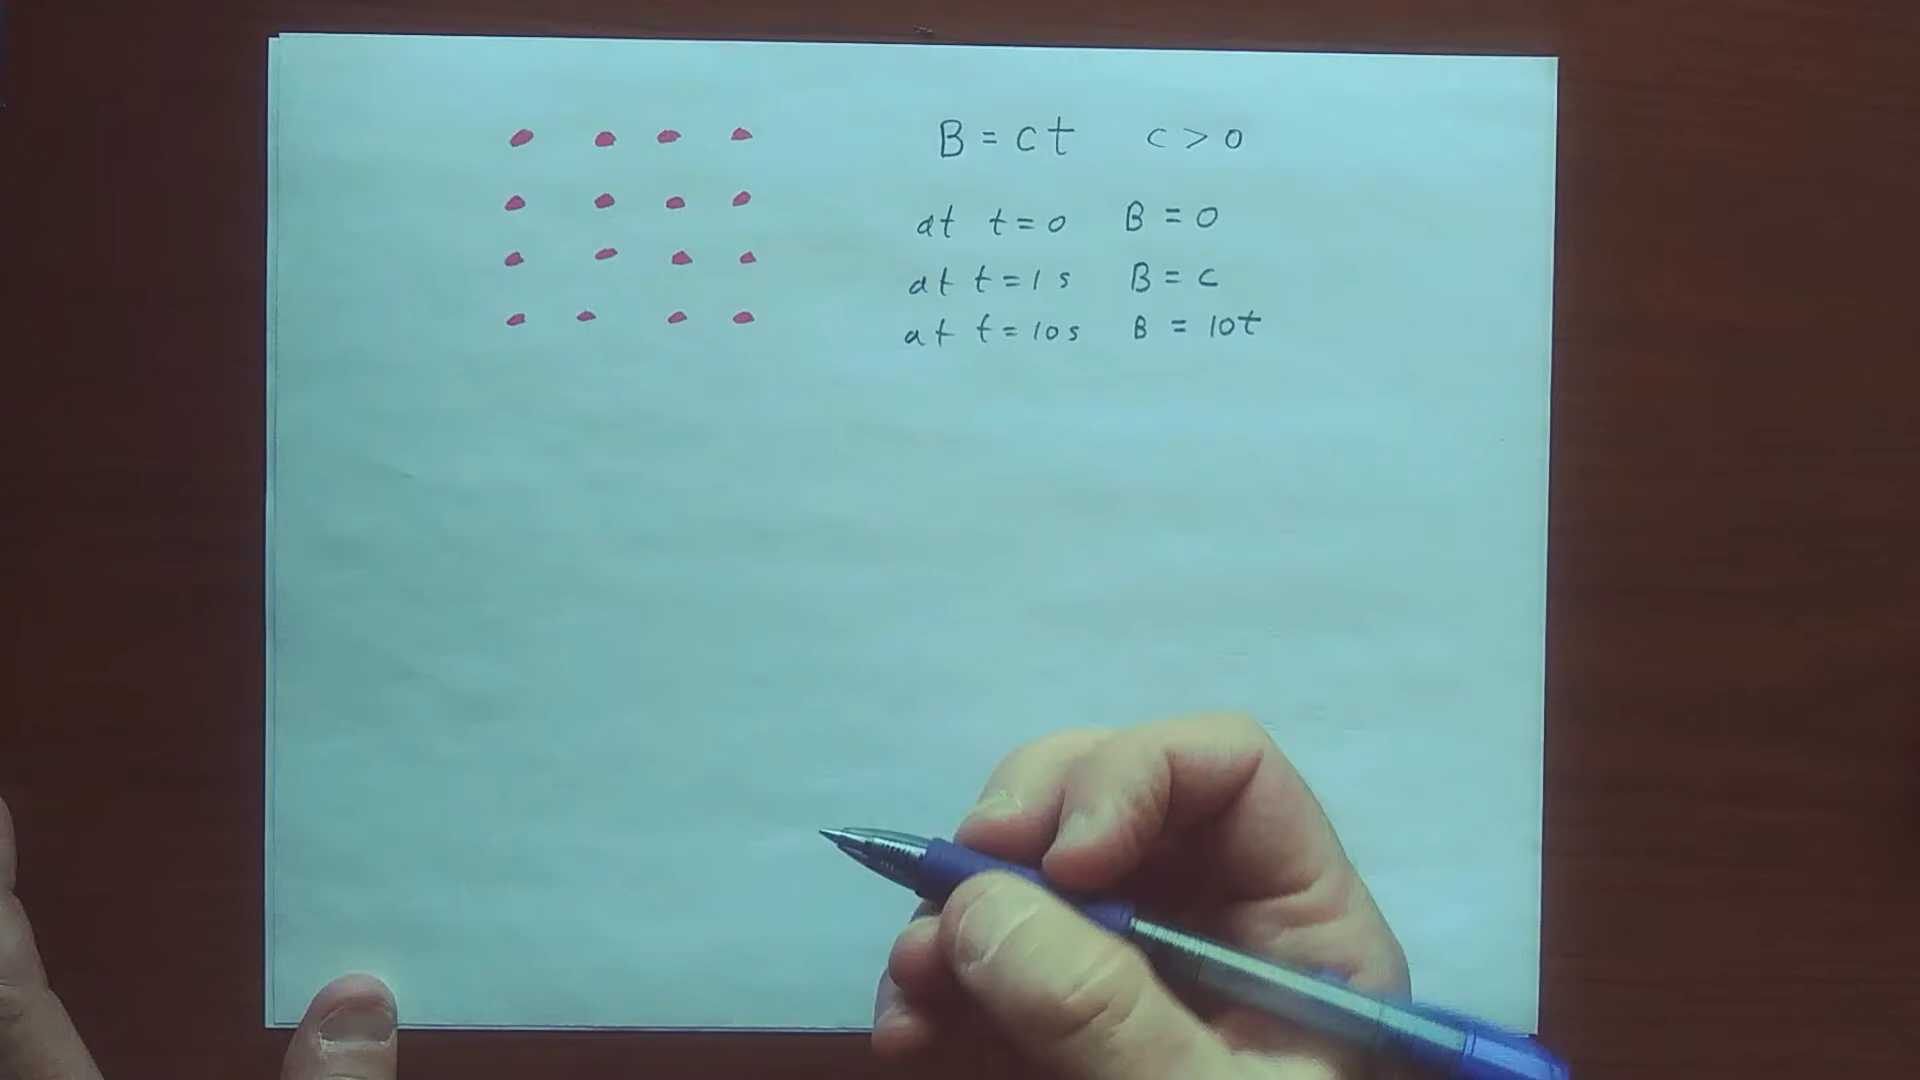 B = ct c > 0
at t = 0 B = 0
at t = 1 s B = c
at t = 10 s B = 10t